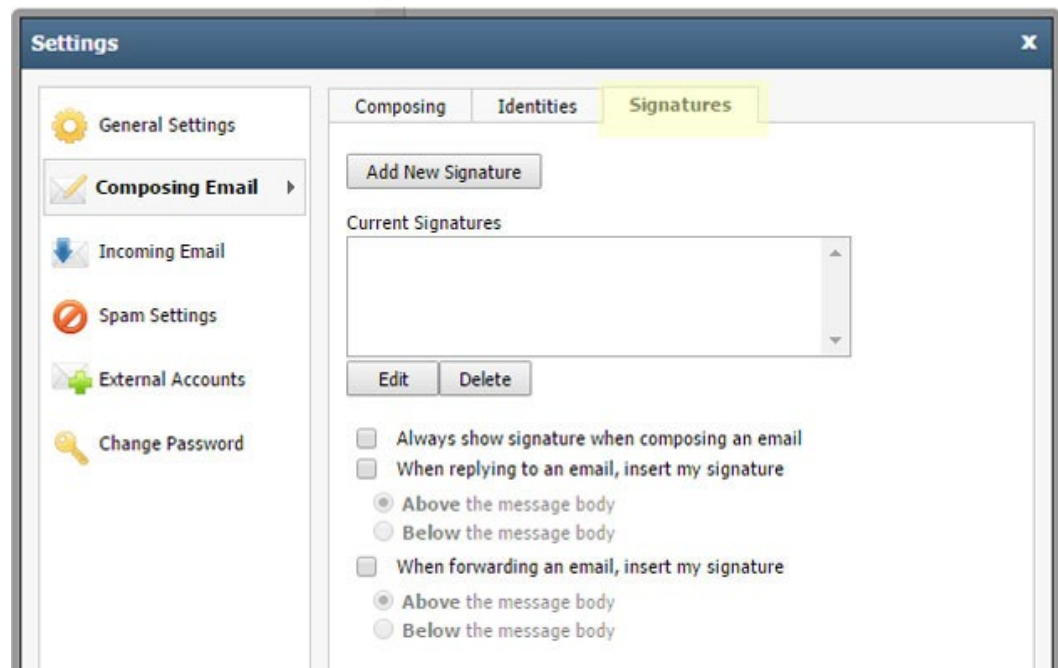 Settings
x
General Settings
Composing Email
Incoming Email
Spam Settings
External Accounts
Change Password
Composing
Identities
Signatures
Add New Signature
Current Signatures
Edit
Delete
Always show signature when composing an email
When replying to an email, insert my signature
Above the message body
Below the message body
When forwarding an email, insert my signature
Above the message body
Below the message body